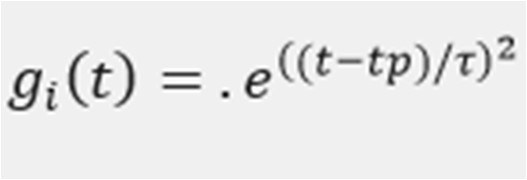 gᵢ(t) = . e^((t−tp)/τ)²